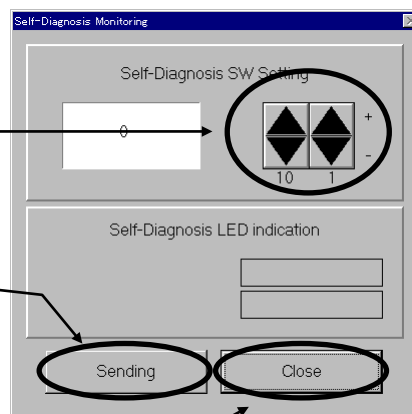 Self-Diagnosis Monitoring
Self-Diagnosis SW Setting
0
+
-
10 1
Self-Diagnosis LED indication
Sending Close